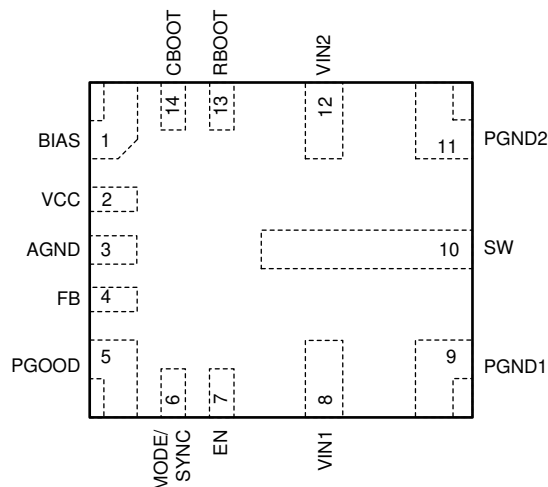 CBOOT
RBOOT
VIN2
14
13
12
BIAS
1
11
PGND2
VCC
2
AGND
3
10
SW
FB
4
PGOOD
5
9
PGND1
6
7
8
MODE/
SYNC
EN
VIN1